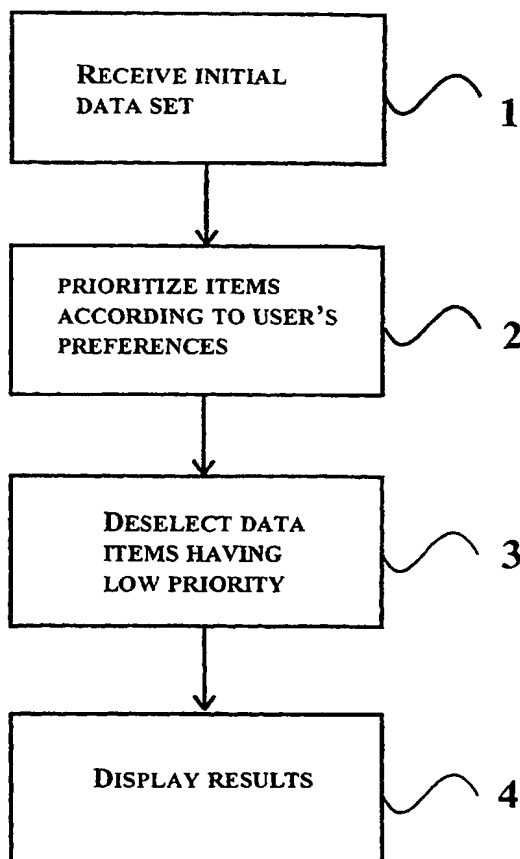 RECEIVE INITIAL
DATA SET
1
PRIORITIZE ITEMS
ACCORDING TO USER'S
PREFERENCES
2
DESELECT DATA
ITEMS HAVING
LOW PRIORITY
3
DISPLAY RESULTS
4